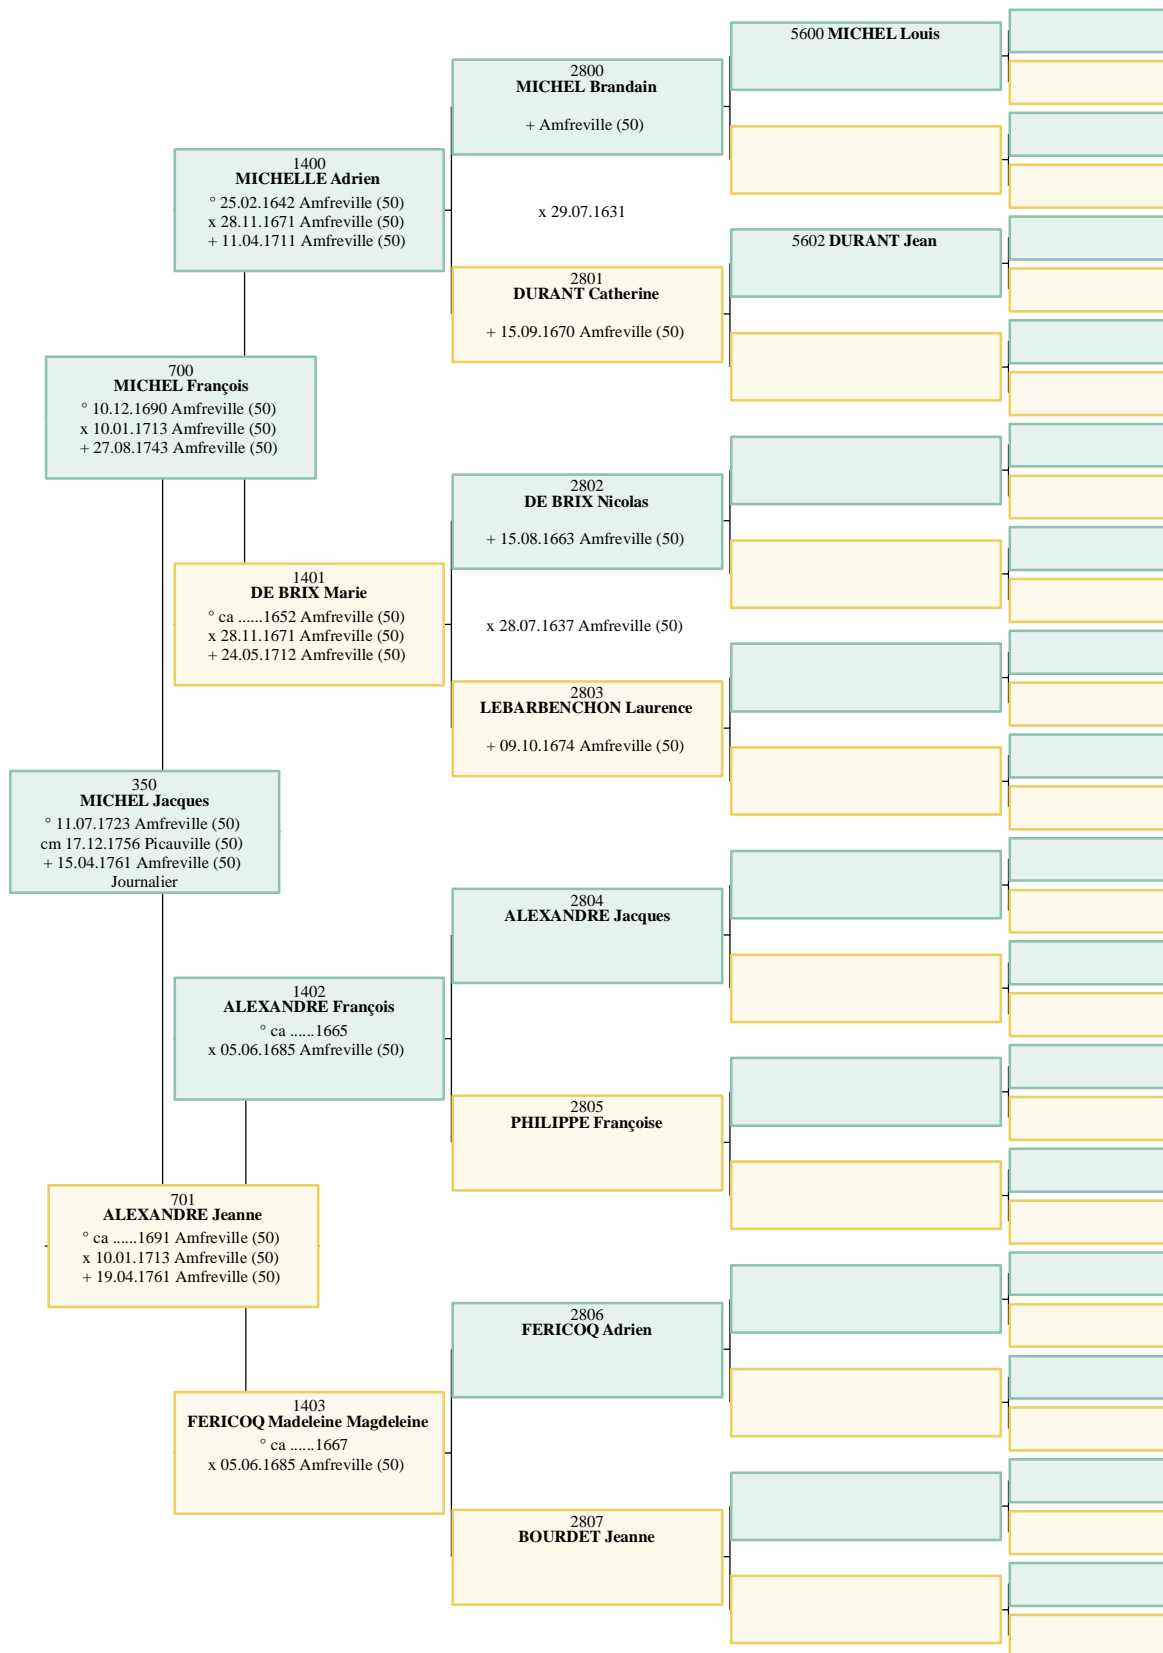 5600 MICHEL Louis
2800
MICHEL Brandain
+ Amfreville (50)
1400
MICHELLE Adrien
° 25.02.1642 Amfreville (50)
x 28.11.1671 Amfreville (50)
+ 11.04.1711 Amfreville (50)
x 29.07.1631
5602 DURANT Jean
2801
DURANT Catherine
+ 15.09.1670 Amfreville (50)
700
MICHEL François
° 10.12.1690 Amfreville (50)
x 10.01.1713 Amfreville (50)
+ 27.08.1743 Amfreville (50)
2802
DE BRIX Nicolas
+ 15.08.1663 Amfreville (50)
1401
DE BRIX Marie
° ca ......1652 Amfreville (50)
x 28.11.1671 Amfreville (50)
+ 24.05.1712 Amfreville (50)
x 28.07.1637 Amfreville (50)
2803
LEBARBENCHON Laurence
+ 09.10.1674 Amfreville (50)
350
MICHEL Jacques
° 11.07.1723 Amfreville (50)
cm 17.12.1756 Picauville (50)
+ 15.04.1761 Amfreville (50)
Journalier
2804
ALEXANDRE Jacques
1402
ALEXANDRE François
° ca ......1665
x 05.06.1685 Amfreville (50)
2805
PHILIPPE Françoise
701
ALEXANDRE Jeanne
° ca ......1691 Amfreville (50)
x 10.01.1713 Amfreville (50)
+ 19.04.1761 Amfreville (50)
2806
FERICOQ Adrien
1403
FERICOQ Madeleine Magdeleine
° ca ......1667
x 05.06.1685 Amfreville (50)
2807
BOURDET Jeanne